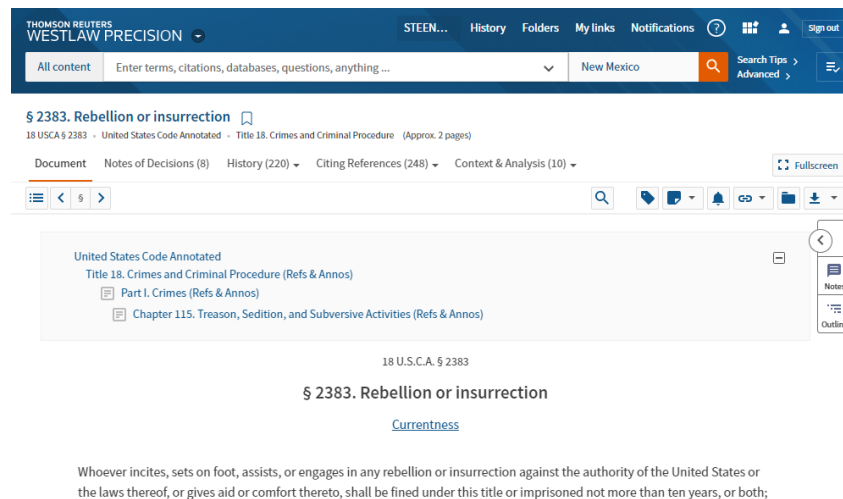 THOMSON REUTERS
WESTLAW PRECISION
STEEN... History Folders My links Notifications ? Sign out
All content Enter terms, citations, databases, questions, anything ... New Mexico Search Tips
Advanced
§ 2383. Rebellion or insurrection
18 USCA § 2383 United States Code Annotated Title 18. Crimes and Criminal Procedure (Approx. 2 pages)
Document Notes of Decisions (8) History (220) Citing References (248) Context & Analysis (10) Fullscreen
§
United States Code Annotated
Title 18. Crimes and Criminal Procedure (Refs & Annos)
Part I. Crimes (Refs & Annos)
Chapter 115. Treason, Sedition, and Subversive Activities (Refs & Annos)
Notes
Outlin
18 U.S.C.A. § 2383
§ 2383. Rebellion or insurrection
Currentness
Whoever incites, sets on foot, assists, or engages in any rebellion or insurrection against the authority of the United States or
the laws thereof, or gives aid or comfort thereto, shall be fined under this title or imprisoned not more than ten years, or both;